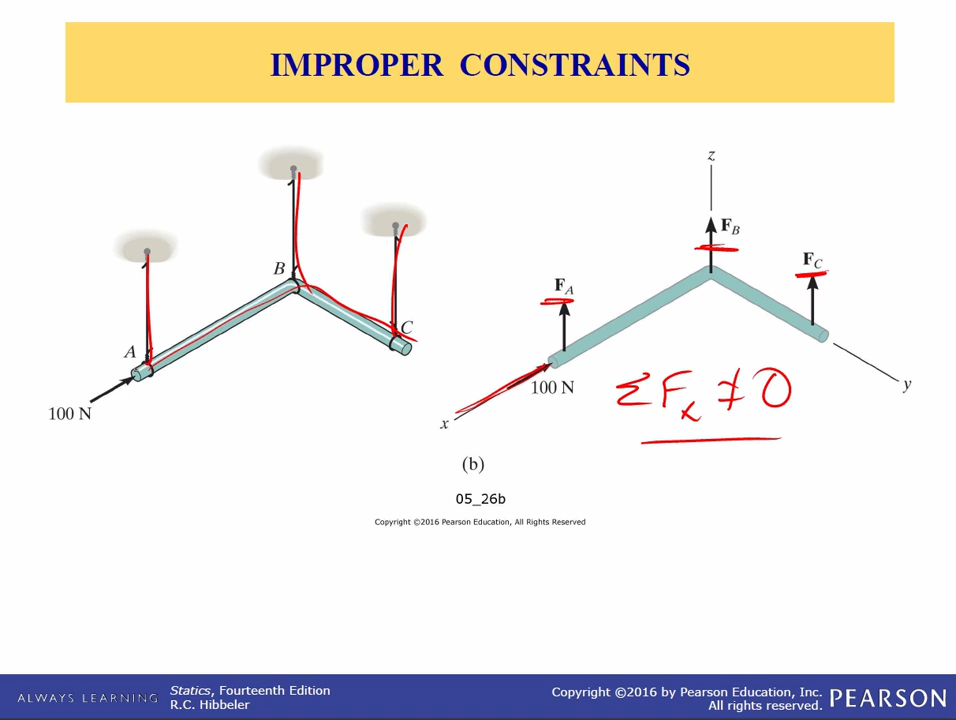 IMPROPER CONSTRAINTS
B
A
C
100 N
z
F_B
F_C
F_A
100 N
x
y
ΣFₓ ≠ 0
(b)
05_26b
Copyright ©2016 Pearson Education, All Rights Reserved
ALWAYS LEARNING
Statics, Fourteenth Edition
R.C. Hibbeler
Copyright ©2016 by Pearson Education, Inc.
All rights reserved.
PEARSON